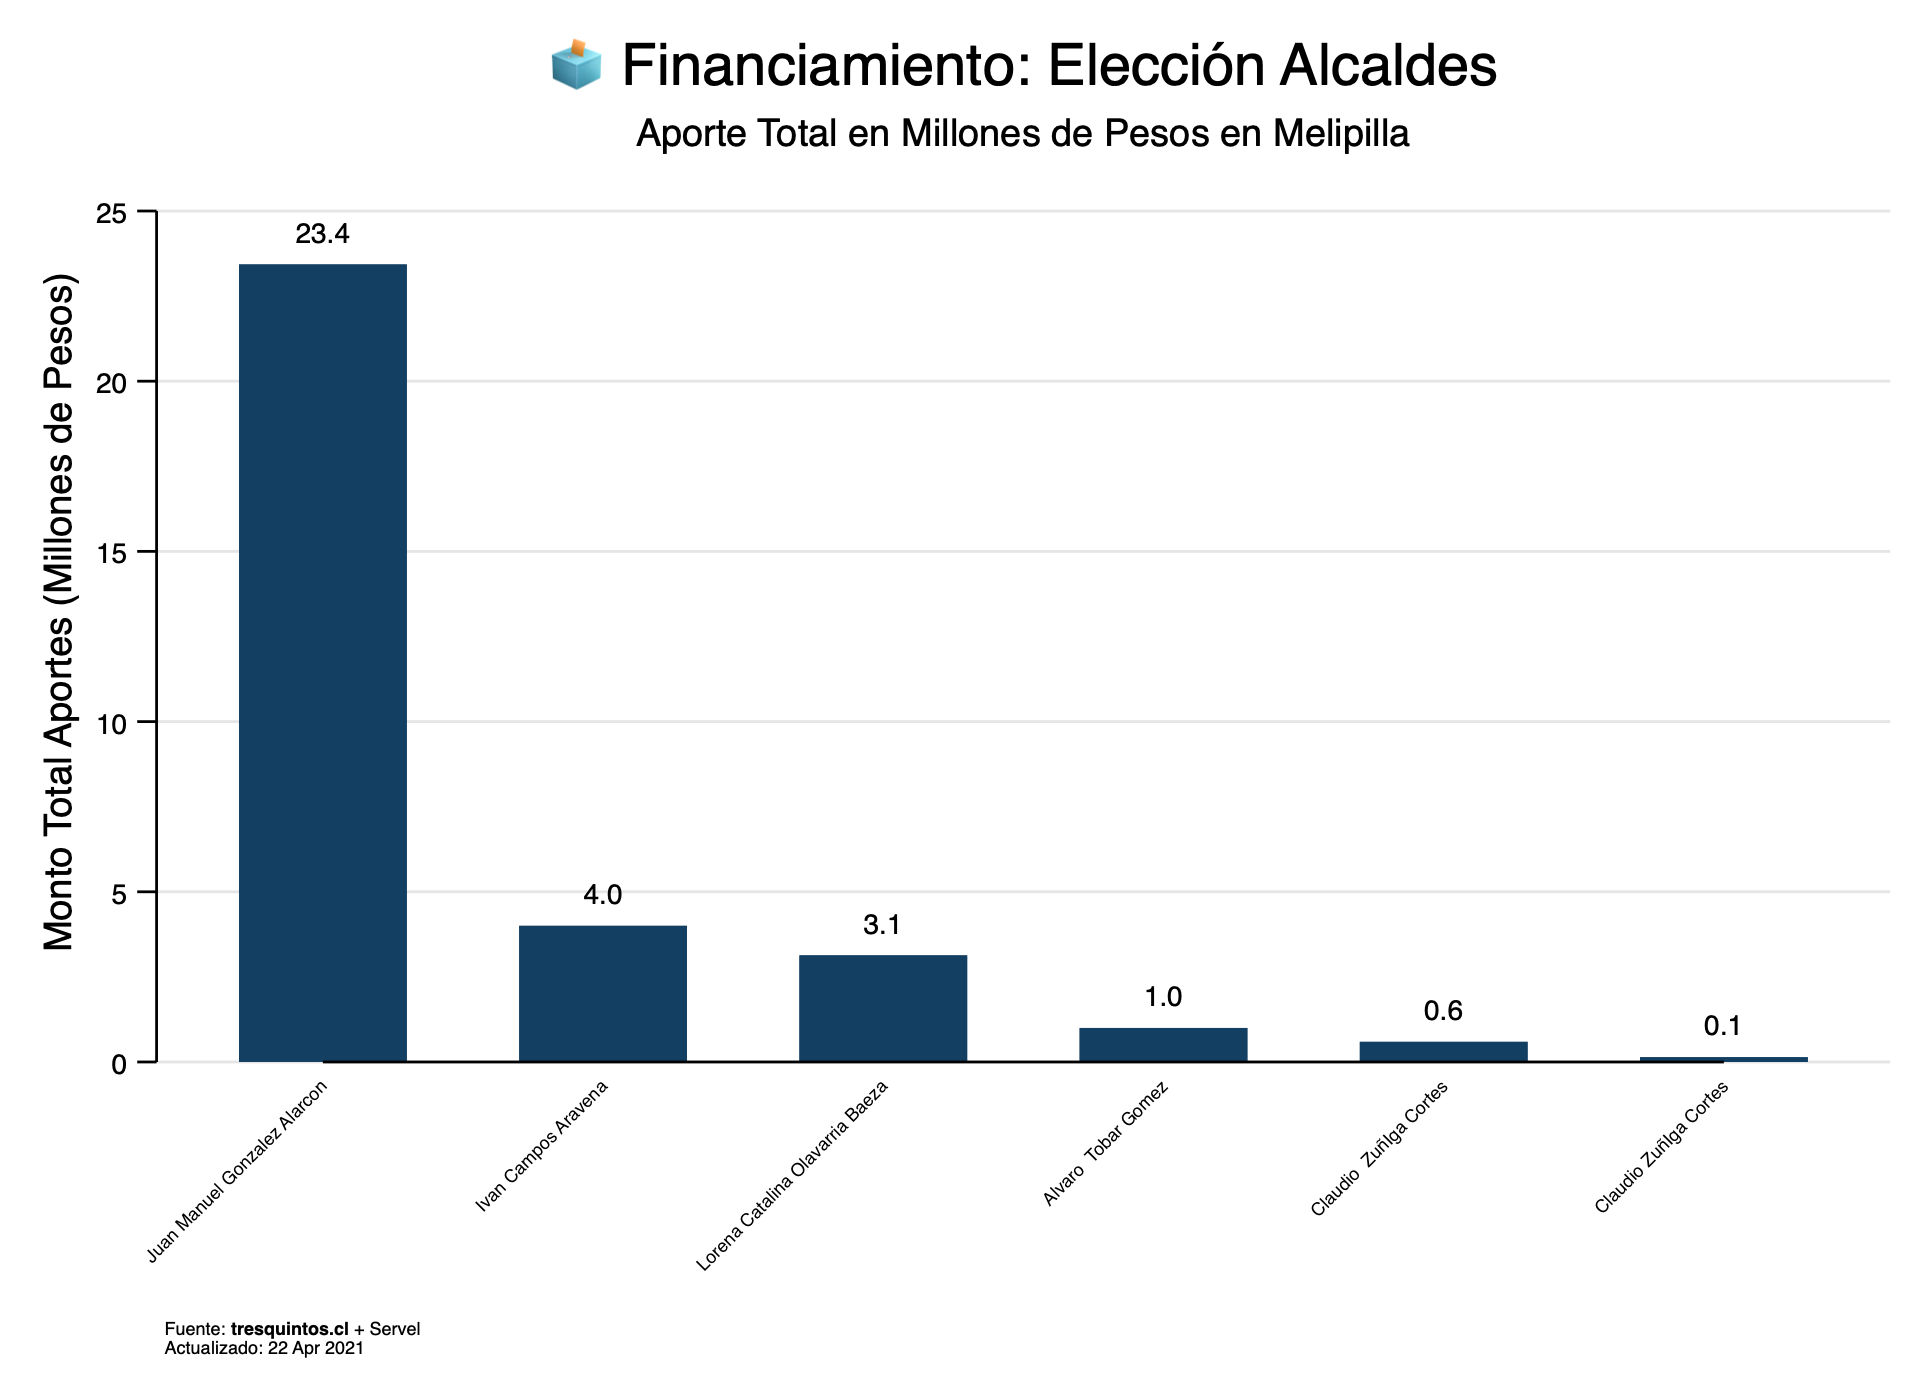 Financiamiento: Elección Alcaldes
Aporte Total en Millones de Pesos en Melipilla
Monto Total Aportes (Millones de Pesos)
25
20
15
10
5
0
23.4
4.0
3.1
1.0
0.6
0.1
Juan Manuel Gonzalez Alarcon
Ivan Campos Aravena
Lorena Catalina Olavarria Baeza
Alvaro  Tobar Gomez
Claudio  ZuñIga Cortes
Claudio ZuñIga Cortes
Fuente: tresquintos.cl + Servel
Actualizado: 22 Apr 2021